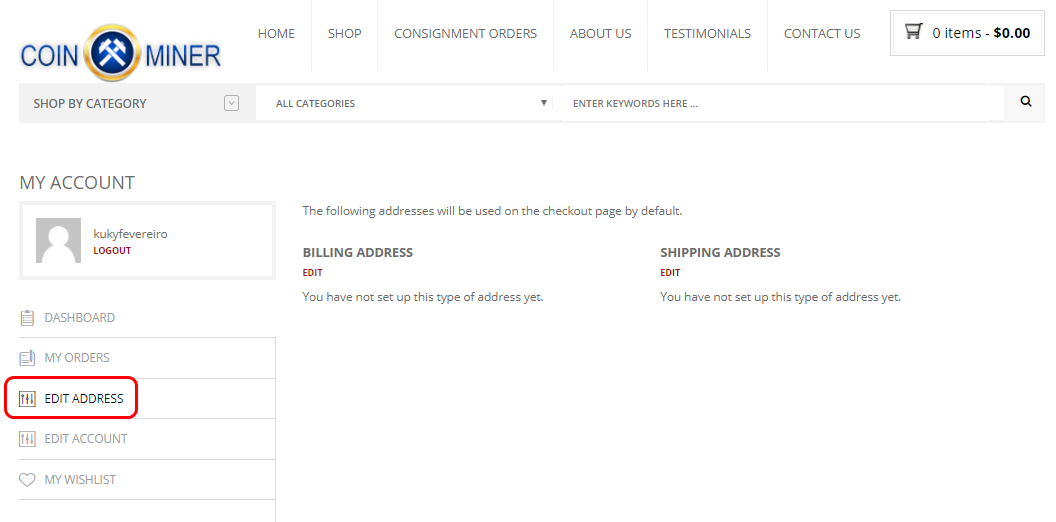 COIN MINER
HOME SHOP CONSIGNMENT ORDERS ABOUT US TESTIMONIALS CONTACT US
0 items - $0.00
SHOP BY CATEGORY
ALL CATEGORIES
ENTER KEYWORDS HERE ...
MY ACCOUNT
kukyfevereiro
LOGOUT
DASHBOARD
MY ORDERS
EDIT ADDRESS
EDIT ACCOUNT
MY WISHLIST
The following addresses will be used on the checkout page by default.
BILLING ADDRESS
EDIT
You have not set up this type of address yet.
SHIPPING ADDRESS
EDIT
You have not set up this type of address yet.